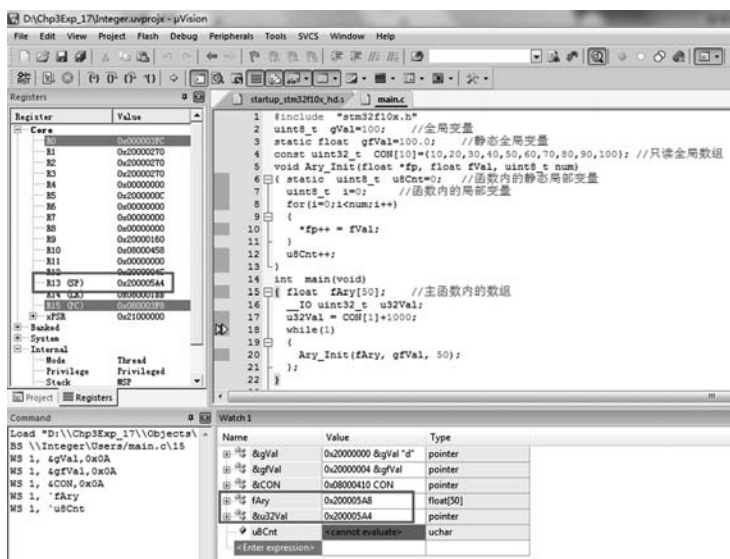 D:\Chp3Exp_17\Integer.uvprojx - µVision
File Edit View Project Flash Debug Peripherals Tools SVCS Window Help
Registers
startup_stm32f10x_hd.s main.c
Register Value
Core
R0 0x000003FC
R1 0x20000270
R2 0x20000270
R3 0x20000270
R4 0x00000000
R5 0x2000000C
R6 0x00000000
R7 0x00000000
R8 0x00000000
R9 0x20000160
R10 0x08000458
R11 0x00000000
R13 (SP) 0x200005A4
R14 (LR)
R15 (PC) 0x080003F8
xPSR 0x21000000
Banked
System
Internal
Mode Thread
Privilege Privileged
Stack MSP
Project Registers
1 #include "stm32f10x.h"
2 uint8_t gVal=100; //全局变量
3 static float gfVal=100.0; //静态全局变量
4 const uint32_t CON[10]={10,20,30,40,50,60,70,80,90,100}; //只读全局数组
5 void Ary_Init(float *fp, float fVal, uint8_t num)
6 { static uint8_t u8Cnt=0; //函数内的静态局部变量
7 uint8_t i=0; //函数内的局部变量
8 for(i=0;i<num;i++)
9 {
10 *fp++ = fVal;
11 }
12 u8Cnt++;
13 }
14 int main(void)
15 { float fAry[50]; //主函数内的数组
16 __IO uint32_t u32Val;
17 u32Val = CON[1]+1000;
18 while(1)
19 {
20 Ary_Init(fAry, gfVal, 50);
21 };
22 }
Command
Load "D:\\Chp3Exp_17\\Objects\
BS \\Integer\Users/main.c\15
WS 1, &gVal,0x0A
WS 1, &gfVal,0x0A
WS 1, &CON,0x0A
WS 1, `fAry
WS 1, `u8Cnt
Watch 1
Name Value Type
&gVal 0x20000000 &gVal "d" pointer
&gfVal 0x20000004 &gfVal pointer
&CON 0x08000410 CON pointer
fAry 0x200005A8 float[50]
&u32Val 0x200005A4 pointer
u8Cnt <cannot evaluate> uchar
<Enter expression>